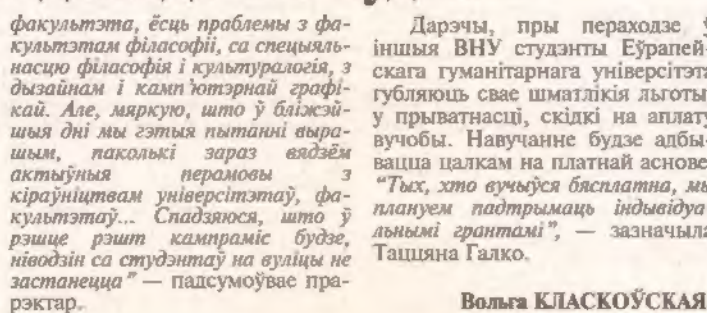 факультэта, ёсць праблемы з фа-
культэтам філасофіі, са спецыяль-
насцю філасофія і культуралогія, з
дызайнам і камп'ютэрнай графі-
кай. Але, мяркую, што ў бліжэй-
шыя дні мы гэтыя пытанні выра-
шым, паколькі зараз вядзём
актыўныя перамовы з
кіраўніцтвам універсітэтаў, фа-
культэтаў... Спадзяюся, што ў
рэшце рэшт кампраміс будзе,
ніводзін са студэнтаў на вуліцы не
застанецца" — падсумоўвае пра-
рэктар.
Дарэчы, пры пераходзе ў
іншыя ВНУ студэнты Еўрапей-
скага гуманітарнага універсітэта
губляюць свае шматлікія льготы,
у прыватнасці, скідкі на аплату
вучобы. Навучанне будзе адбы-
вацца цалкам на платнай аснове.
"Тых, хто вучыўся бясплатна, мы
плануем падтрымаць індывідуа-
льнымі грантамі", — зазначыла
Таццяна Галко.
Вольга КЛАСКОЎСКАЯ